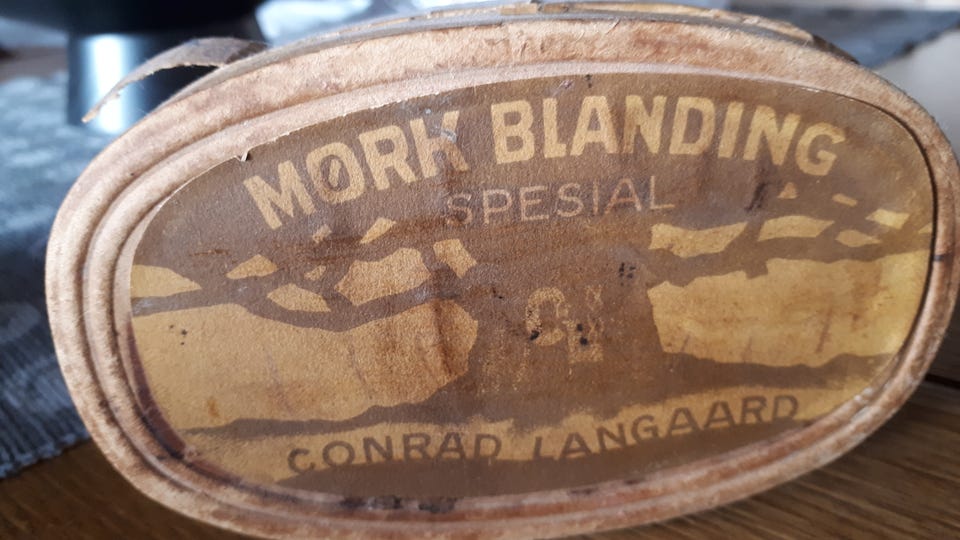 MØRK BLANDING
SPESIAL
CONRAD LANGAARD